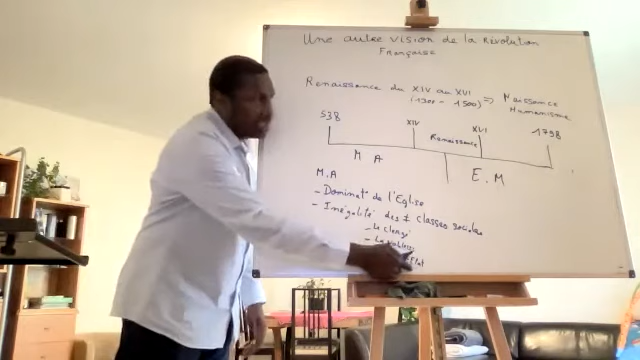 Une autre vision de la Révolution
Française
Renaissance du XIV au XVI ⇒ Naissance
(1300 - 1500) Humanisme
538 XIV Renaissance XVI 1798
M A E. M
M.A
- Dominat° de l'Eglise
- Inégalité des ≠ classes sociales
- Le Clergé
- La noblesse
Etat